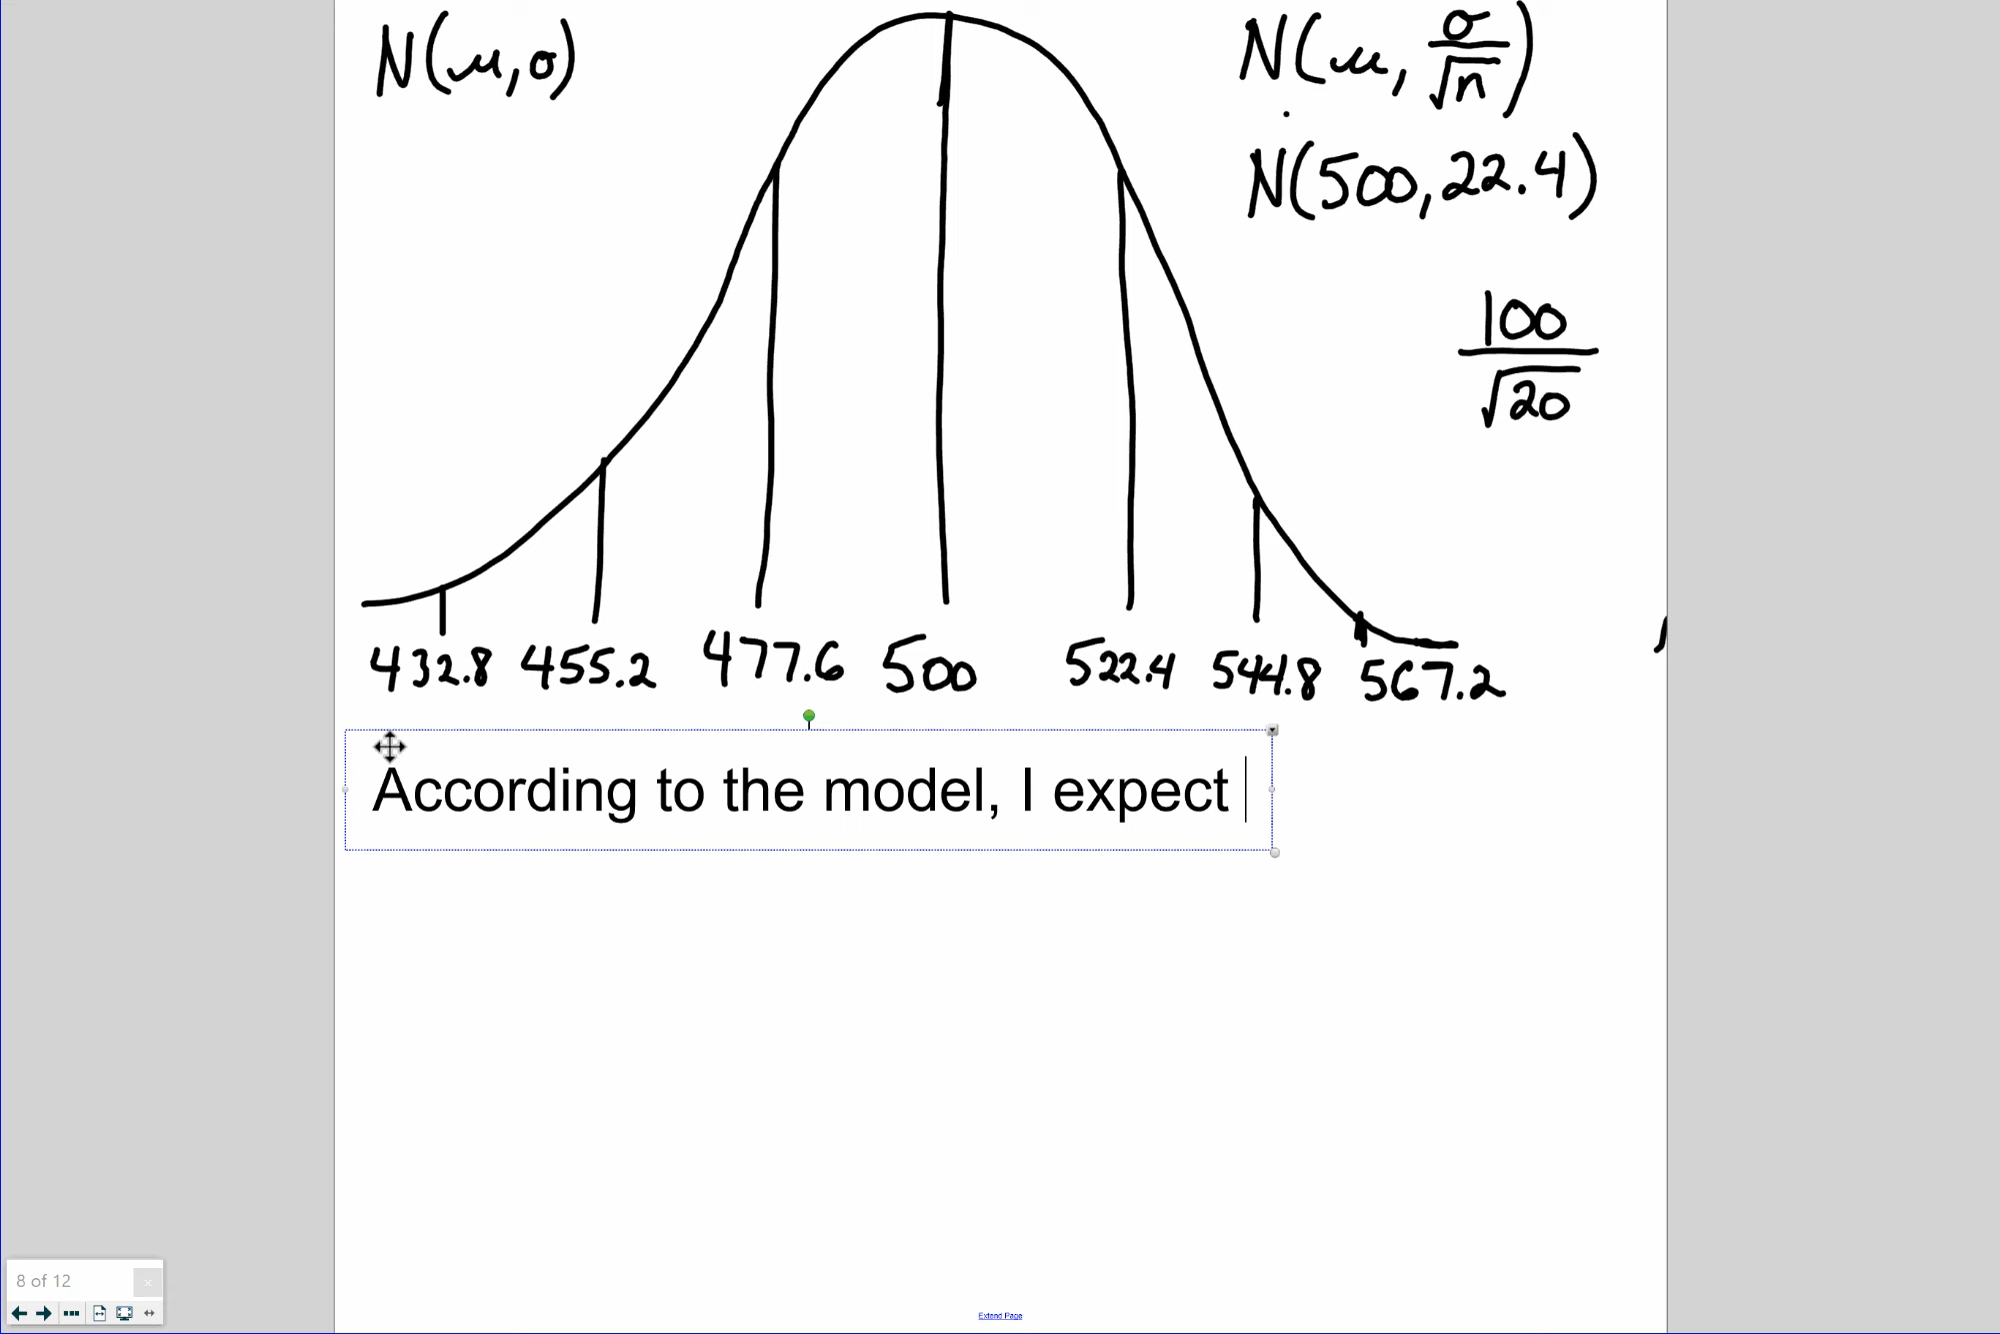 N(μ,σ)
N(μ, σ/√n)
N(500,22.4)
100/√20
432.8 455.2 477.6 500 522.4 544.8 567.2
According to the model, I expect
8 of 12
Extend Page